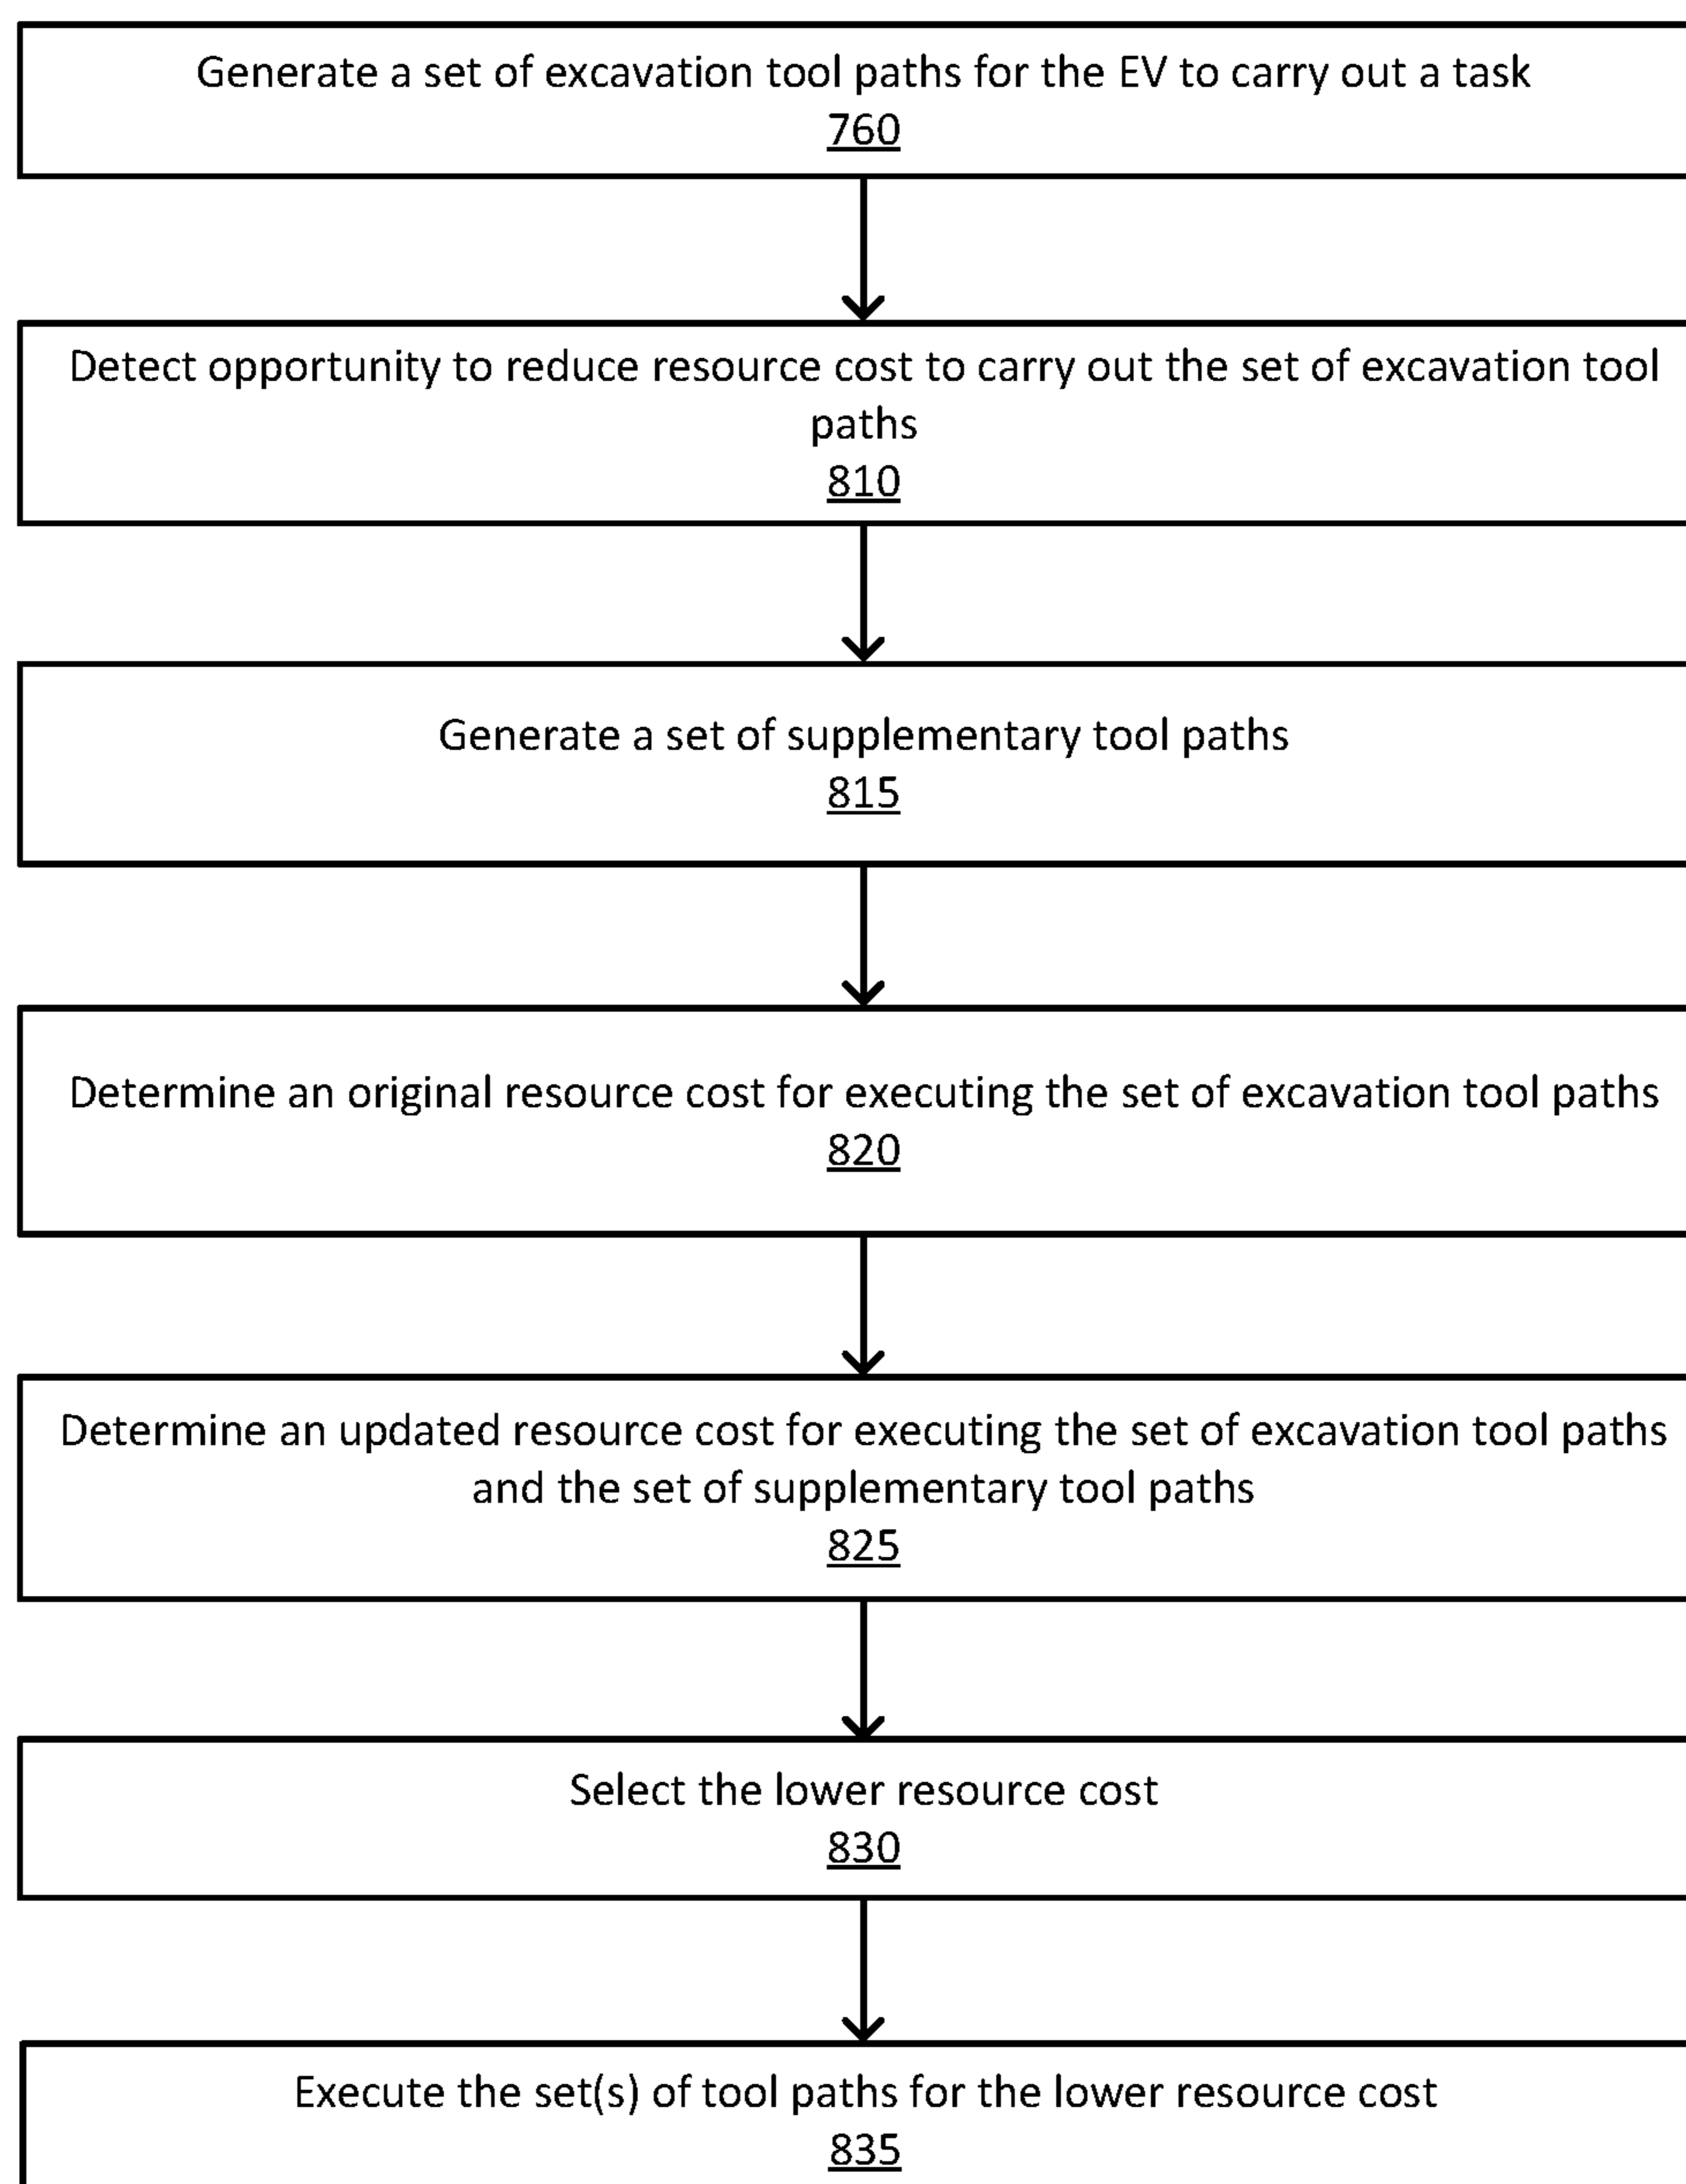 Generate a set of excavation tool paths for the EV to carry out a task
760
Detect opportunity to reduce resource cost to carry out the set of excavation tool
paths
810
Generate a set of supplementary tool paths
815
Determine an original resource cost for executing the set of excavation tool paths
820
Determine an updated resource cost for executing the set of excavation tool paths
and the set of supplementary tool paths
825
Select the lower resource cost
830
Execute the set(s) of tool paths for the lower resource cost
835